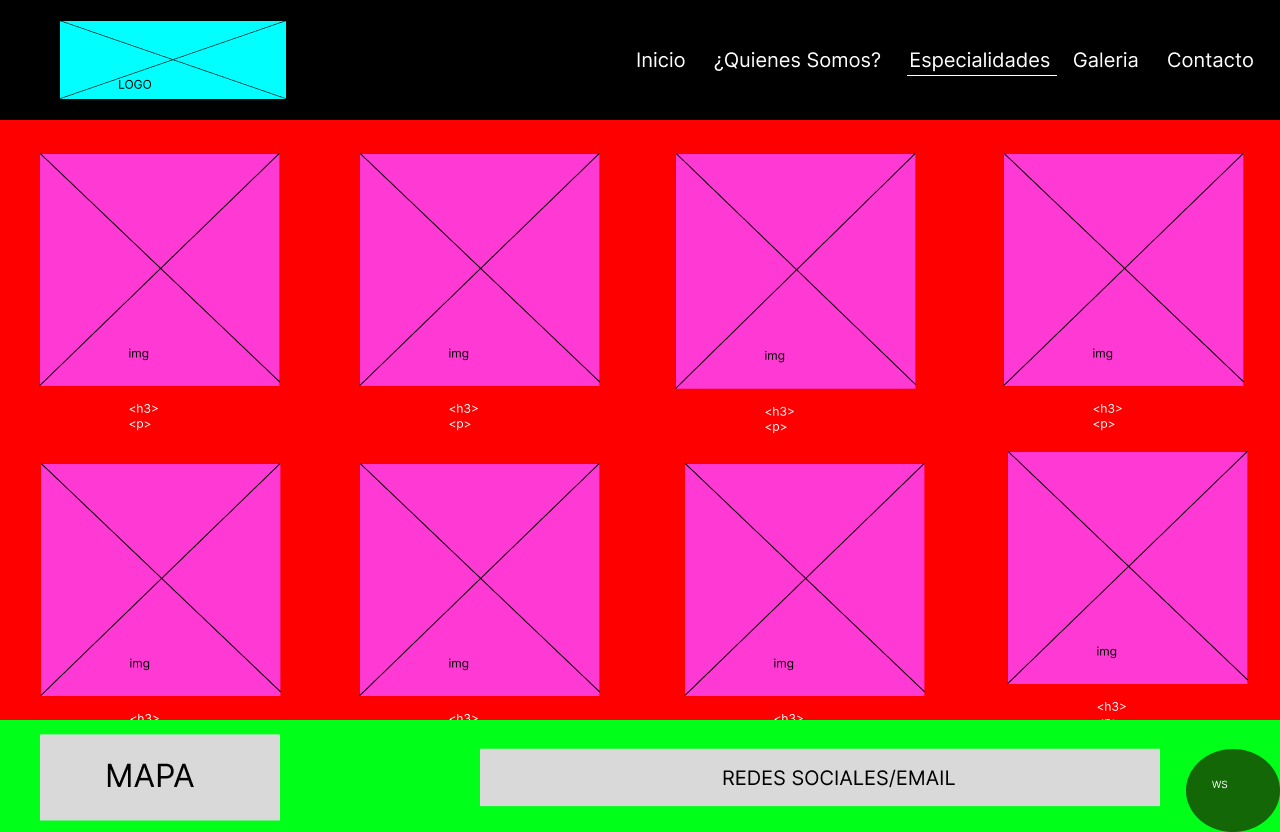 LOGO
Inicio ¿Quienes Somos? Especialidades Galeria Contacto
img img img img
<h3> <h3> <h3> <h3>
<p> <p> <p> <p>
img img img img
<h3> <h3> <h3> <h3>
MAPA
REDES SOCIALES/EMAIL
WS